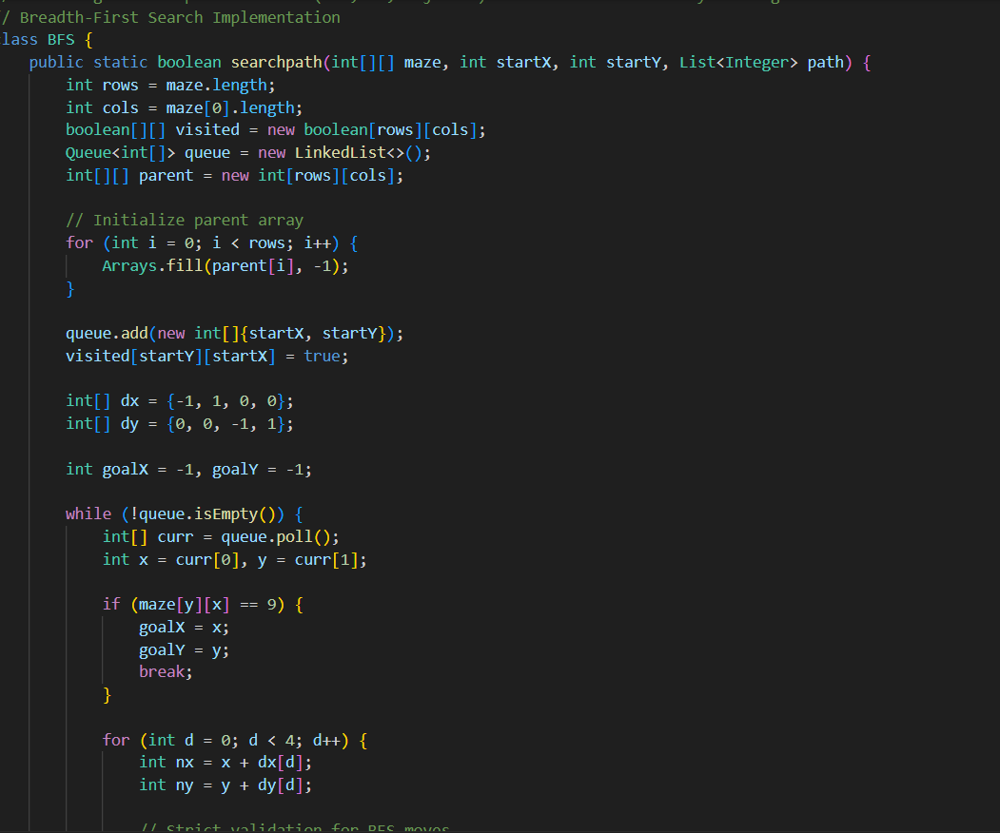 / Breadth-First Search Implementation
lass BFS {
    public static boolean searchpath(int[][] maze, int startX, int startY, List<Integer> path) {
        int rows = maze.length;
        int cols = maze[0].length;
        boolean[][] visited = new boolean[rows][cols];
        Queue<int[]> queue = new LinkedList<>();
        int[][] parent = new int[rows][cols];
        // Initialize parent array
        for (int i = 0; i < rows; i++) {
            Arrays.fill(parent[i], -1);
        }
        queue.add(new int[]{startX, startY});
        visited[startY][startX] = true;
        int[] dx = {-1, 1, 0, 0};
        int[] dy = {0, 0, -1, 1};
        int goalX = -1, goalY = -1;
        while (!queue.isEmpty()) {
            int[] curr = queue.poll();
            int x = curr[0], y = curr[1];
            if (maze[y][x] == 9) {
                goalX = x;
                goalY = y;
                break;
            }
            for (int d = 0; d < 4; d++) {
                int nx = x + dx[d];
                int ny = y + dy[d];
                // Strict validation for BFS moves